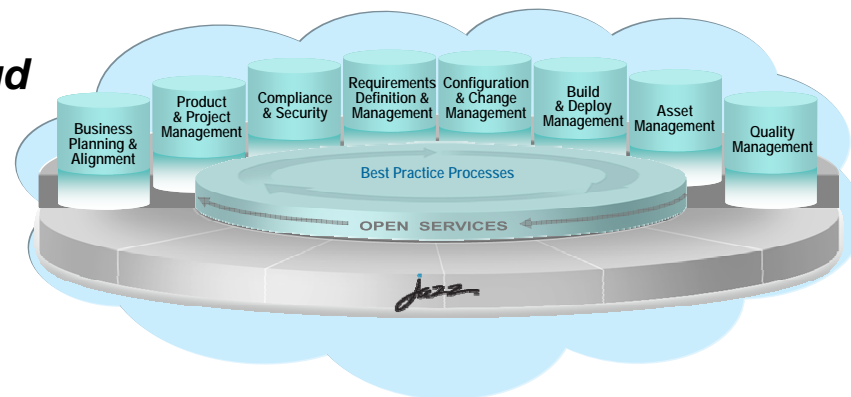 Business
Planning &
Alignment
Product
& Project
Management
Compliance
& Security
Requirements
Definition &
Management
Configuration
& Change
Management
Build
& Deploy
Management
Asset
Management
Quality
Management
Best Practice Processes
OPEN SERVICES
jazz